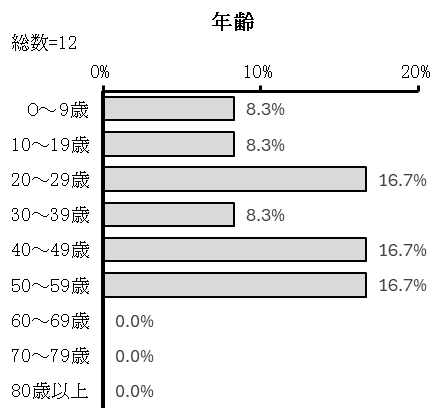 年齢
総数=12
0% 10% 20%
0～9歳 8.3%
10～19歳 8.3%
20～29歳 16.7%
30～39歳 8.3%
40～49歳 16.7%
50～59歳 16.7%
60～69歳 0.0%
70～79歳 0.0%
80歳以上 0.0%